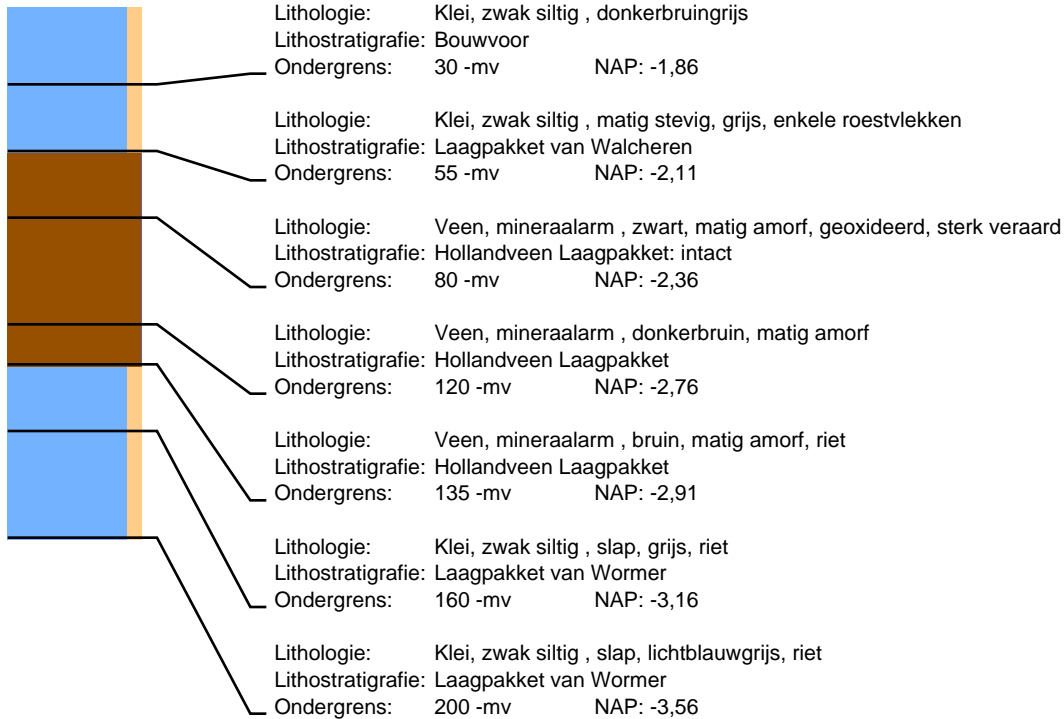 Lithologie: Klei, zwak siltig , donkerbruingrijs
Lithostratigrafie: Bouwvoor
Ondergrens: 30 -mv NAP: -1,86
Lithologie: Klei, zwak siltig , matig stevig, grijs, enkele roestvlekken
Lithostratigrafie: Laagpakket van Walcheren
Ondergrens: 55 -mv NAP: -2,11
Lithologie: Veen, mineraalarm , zwart, matig amorf, geoxideerd, sterk veraard
Lithostratigrafie: Hollandveen Laagpakket: intact
Ondergrens: 80 -mv NAP: -2,36
Lithologie: Veen, mineraalarm , donkerbruin, matig amorf
Lithostratigrafie: Hollandveen Laagpakket
Ondergrens: 120 -mv NAP: -2,76
Lithologie: Veen, mineraalarm , bruin, matig amorf, riet
Lithostratigrafie: Hollandveen Laagpakket
Ondergrens: 135 -mv NAP: -2,91
Lithologie: Klei, zwak siltig , slap, grijs, riet
Lithostratigrafie: Laagpakket van Wormer
Ondergrens: 160 -mv NAP: -3,16
Lithologie: Klei, zwak siltig , slap, lichtblauwgrijs, riet
Lithostratigrafie: Laagpakket van Wormer
Ondergrens: 200 -mv NAP: -3,56